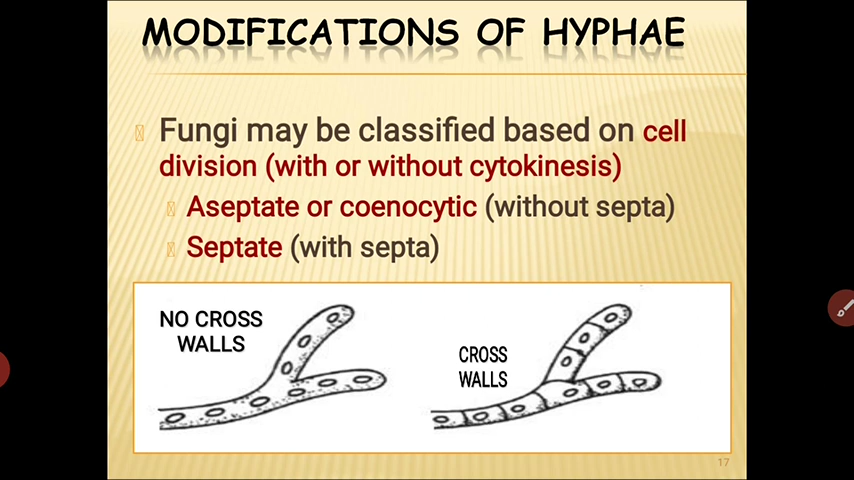 MODIFICATIONS OF HYPHAE
Fungi may be classified based on cell
division (with or without cytokinesis)
Aseptate or coenocytic (without septa)
Septate (with septa)
NO CROSS
WALLS
CROSS
WALLS
17